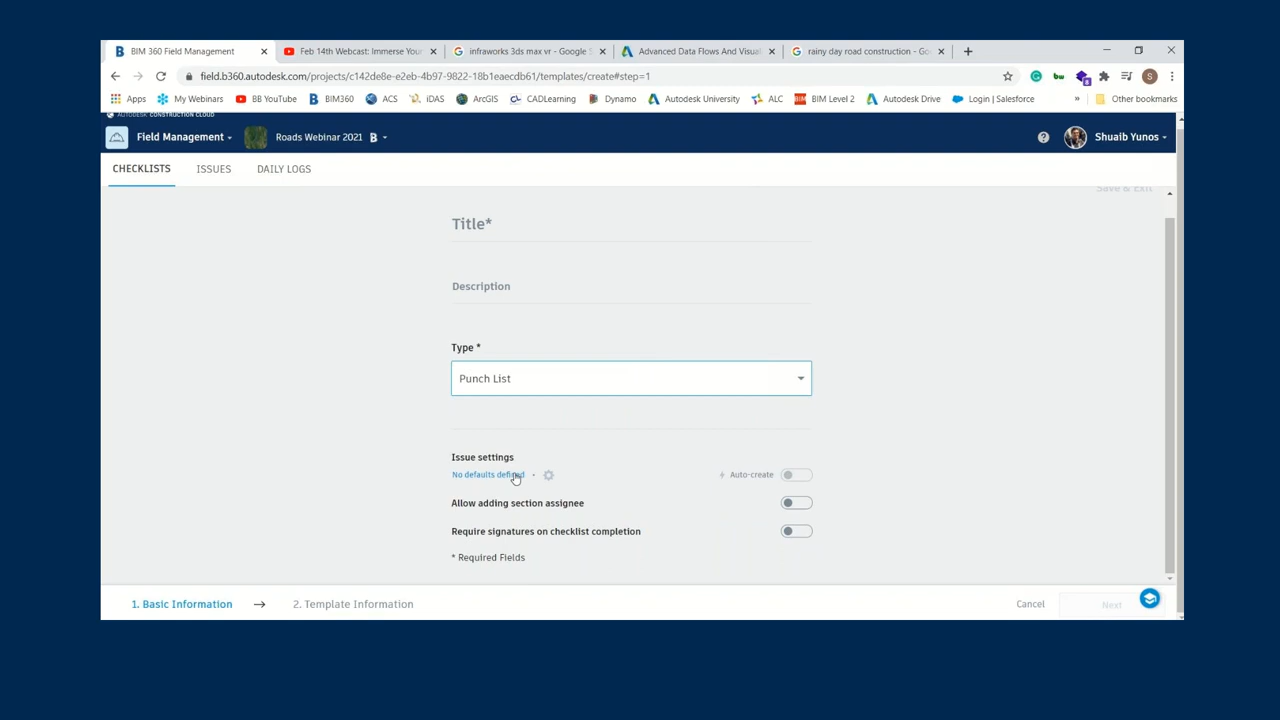 BIM 360 Field Management
Feb 14th Webcast: Immerse Your
infraworks 3ds max vr - Google S
Advanced Data Flows And Visual
rainy day road construction - Go
field.b360.autodesk.com/projects/c142de8e-e2eb-4b97-9822-18b1eaecdb61/templates/create#step=1
S
Apps
My Webinars
BB YouTube
BIM360
ACS
iDAS
ArcGIS
CADLearning
Dynamo
Autodesk University
ALC
BIM Level 2
Autodesk Drive
Login | Salesforce
»
Other bookmarks
AUTODESK CONSTRUCTION CLOUD
Field Management
Roads Webinar 2021
Shuaib Yunos
CHECKLISTS
ISSUES
DAILY LOGS
Save & Exit
Title*
Description
Type *
Punch List
Issue settings
No defaults defined
+ Auto-create
Allow adding section assignee
Require signatures on checklist completion
* Required Fields
1. Basic Information
2. Template Information
Cancel
Next